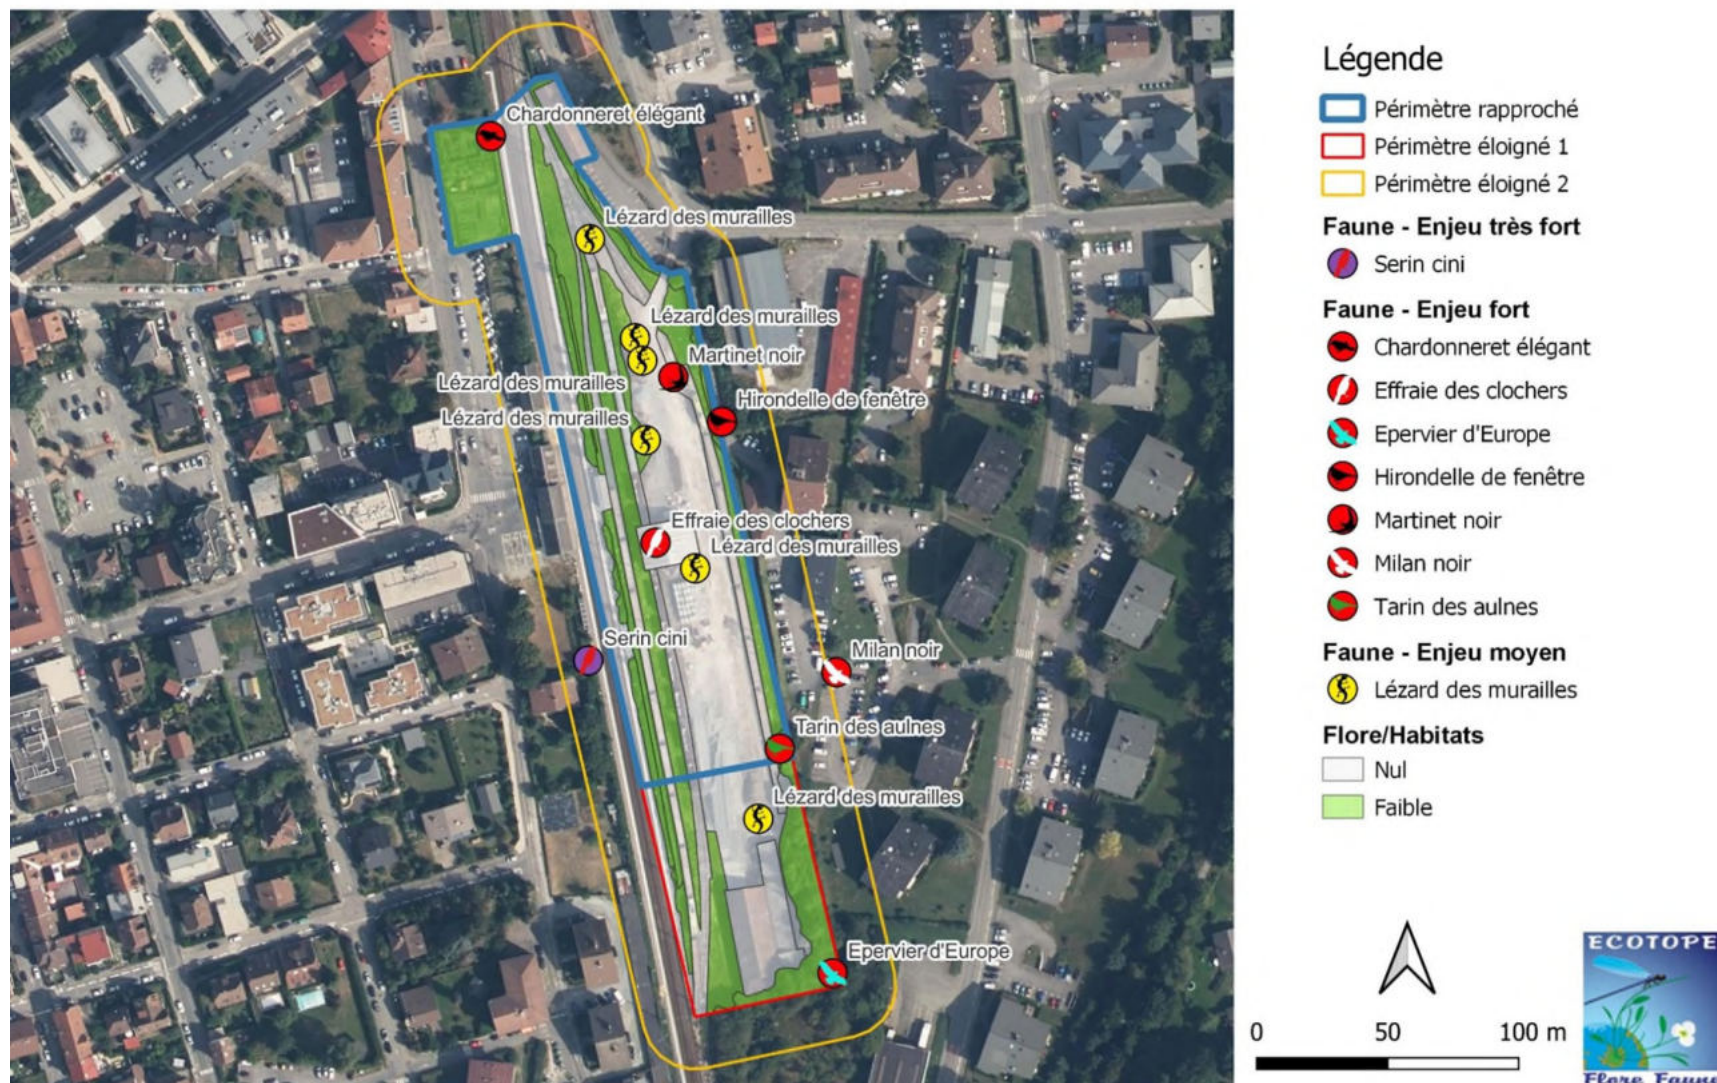 Chardonneret élégant
Lézard des murailles
Lézard des murailles
Martinet noir
Lézard des murailles
Hirondelle de fenêtre
Lézard des murailles
Effraie des clochers
Lézard des murailles
Serin cini
Milan noir
Tarin des aulnes
Lézard des murailles
Epervier d'Europe
Légende
Périmètre rapproché
Périmètre éloigné 1
Périmètre éloigné 2
Faune - Enjeu très fort
Serin cini
Faune - Enjeu fort
Chardonneret élégant
Effraie des clochers
Epervier d'Europe
Hirondelle de fenêtre
Martinet noir
Milan noir
Tarin des aulnes
Faune - Enjeu moyen
Lézard des murailles
Flore/Habitats
Nul
Faible
0 50 100 m
ECOTOPE
Flore Faune